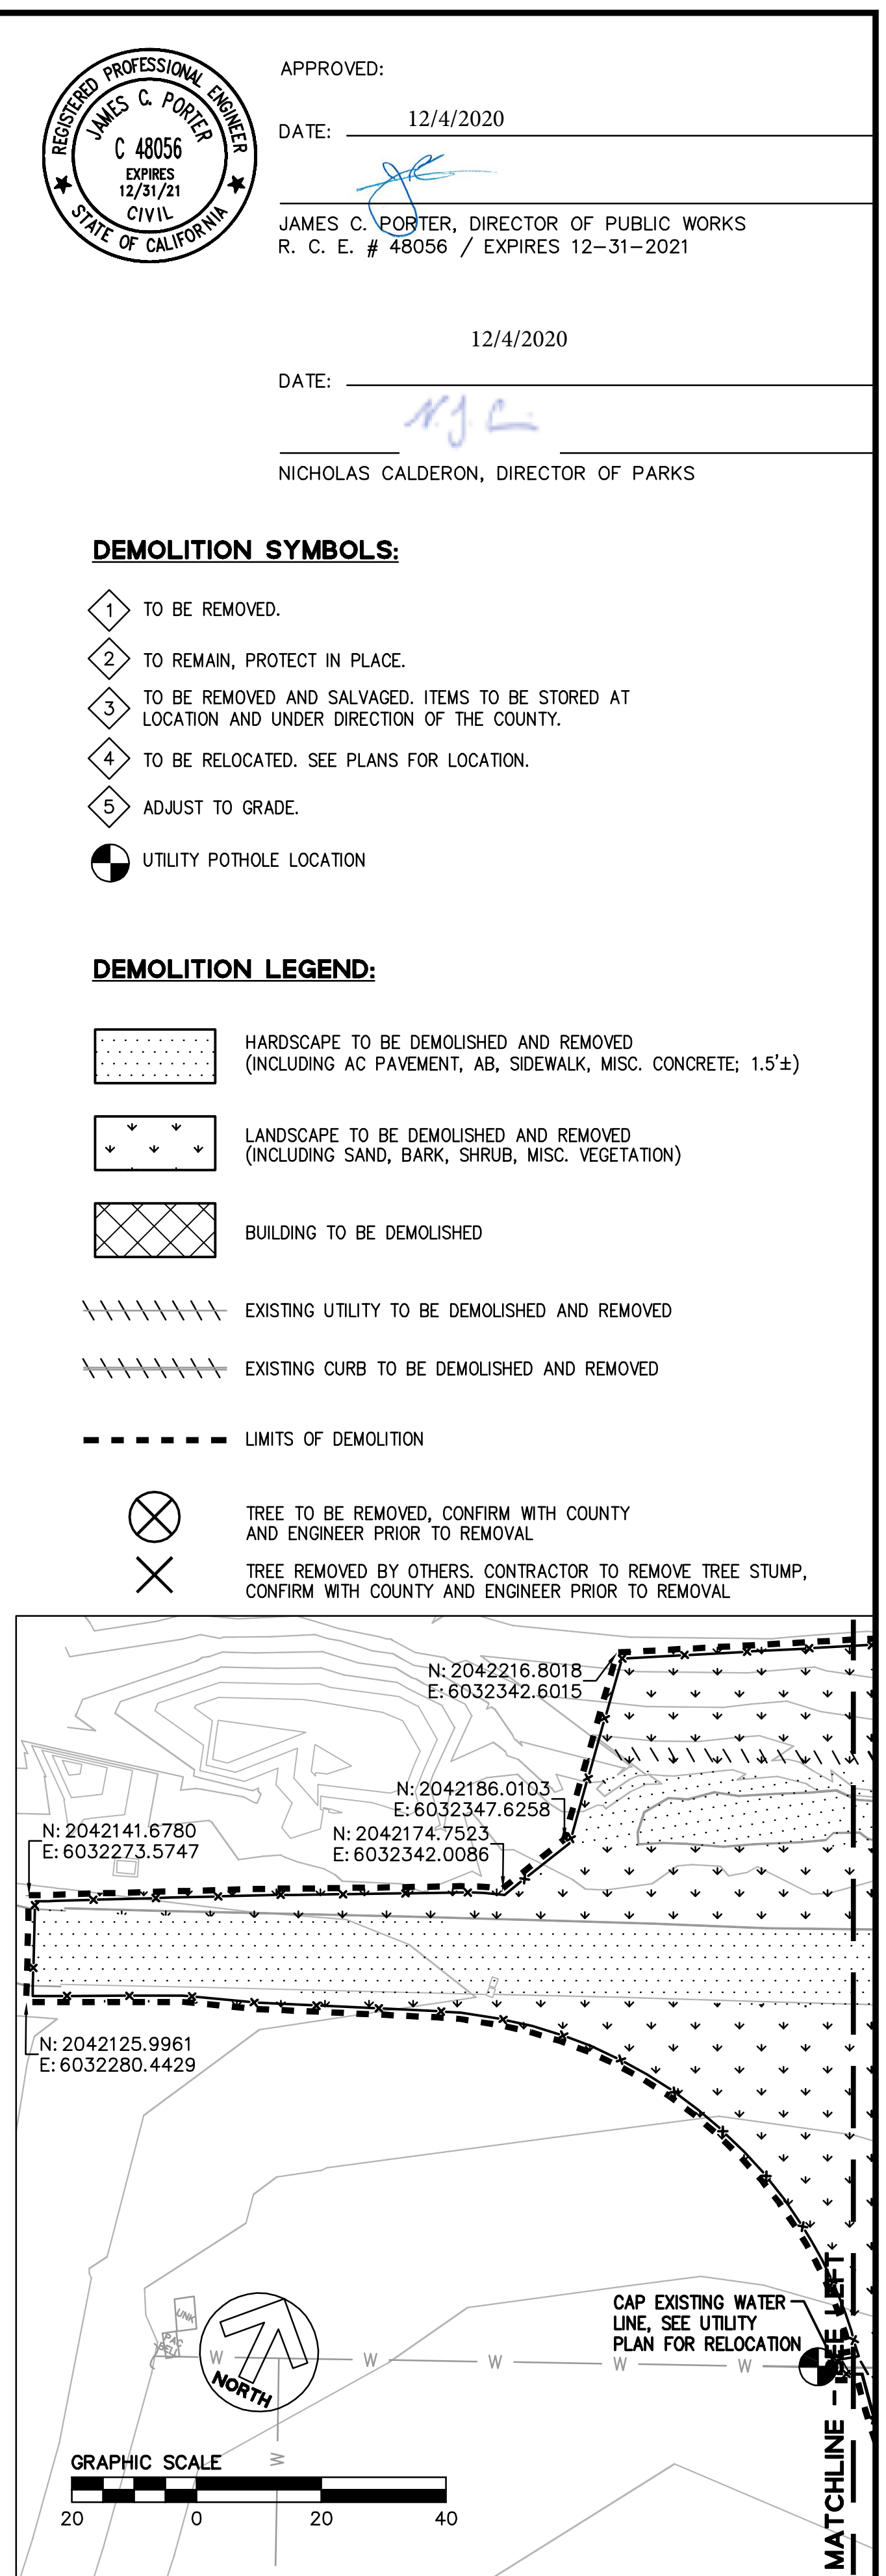 REGISTERED PROFESSIONAL ENGINEER
JAMES C. PORTER
C 48056
EXPIRES
12/31/21
CIVIL
STATE OF CALIFORNIA
APPROVED:
DATE: 12/4/2020
JAMES C. PORTER, DIRECTOR OF PUBLIC WORKS
R. C. E. # 48056 / EXPIRES 12-31-2021
12/4/2020
DATE:
NICHOLAS CALDERON, DIRECTOR OF PARKS
DEMOLITION SYMBOLS:
1 TO BE REMOVED.
2 TO REMAIN, PROTECT IN PLACE.
3 TO BE REMOVED AND SALVAGED. ITEMS TO BE STORED AT
LOCATION AND UNDER DIRECTION OF THE COUNTY.
4 TO BE RELOCATED. SEE PLANS FOR LOCATION.
5 ADJUST TO GRADE.
UTILITY POTHOLE LOCATION
DEMOLITION LEGEND:
HARDSCAPE TO BE DEMOLISHED AND REMOVED
(INCLUDING AC PAVEMENT, AB, SIDEWALK, MISC. CONCRETE; 1.5'±)
LANDSCAPE TO BE DEMOLISHED AND REMOVED
(INCLUDING SAND, BARK, SHRUB, MISC. VEGETATION)
BUILDING TO BE DEMOLISHED
EXISTING UTILITY TO BE DEMOLISHED AND REMOVED
EXISTING CURB TO BE DEMOLISHED AND REMOVED
LIMITS OF DEMOLITION
TREE TO BE REMOVED, CONFIRM WITH COUNTY
AND ENGINEER PRIOR TO REMOVAL
TREE REMOVED BY OTHERS. CONTRACTOR TO REMOVE TREE STUMP,
CONFIRM WITH COUNTY AND ENGINEER PRIOR TO REMOVAL
N: 2042216.8018
E: 6032342.6015
N: 2042186.0103
E: 6032347.6258
N: 2042174.7523
E: 6032342.0086
N: 2042141.6780
E: 6032273.5747
N: 2042125.9961
E: 6032280.4429
CAP EXISTING WATER
LINE, SEE UTILITY
PLAN FOR RELOCATION
UNK
PAC
BELL
W W W W W
W
NORTH
MATCHLINE - SEE LEFT
GRAPHIC SCALE
20 0 20 40